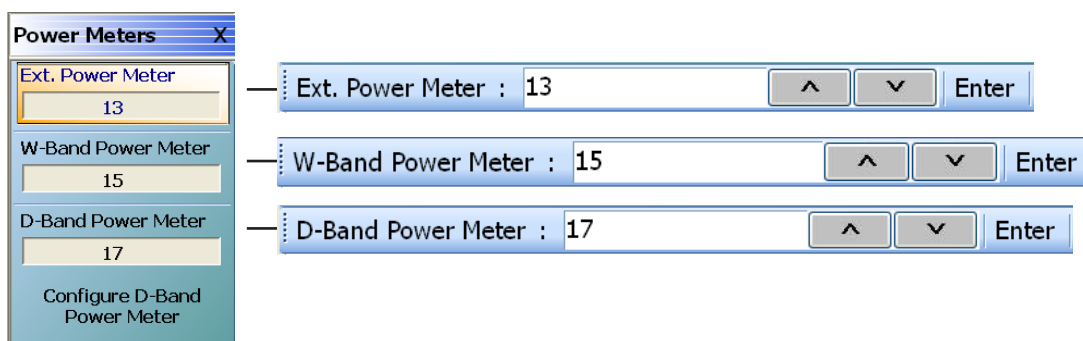 Power Meters X
Ext. Power Meter
13
W-Band Power Meter
15
D-Band Power Meter
17
Configure D-Band
Power Meter
Ext. Power Meter : 13 Enter
W-Band Power Meter : 15 Enter
D-Band Power Meter : 17 Enter